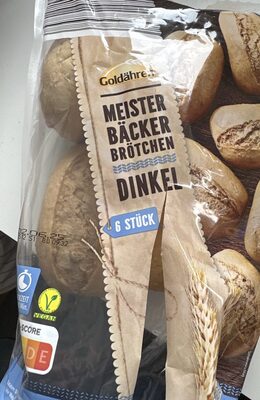 Goldähren
MEISTER
BÄCKER
BRÖTCHEN
DINKEL
6 STÜCK
VEGAN
-SCORE
D E